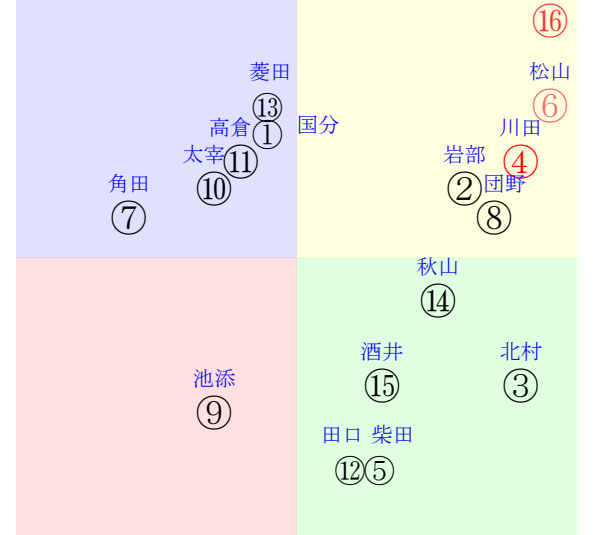 ⑯
菱田
松山
⑬
⑥
高倉
①
国分
川田
太宰
⑪
岩部
④
角田
⑩
②
団野
⑦
⑧
秋山
⑭
酒井
北村
⑮
③
池添
⑨
田口
柴田
⑫
⑤